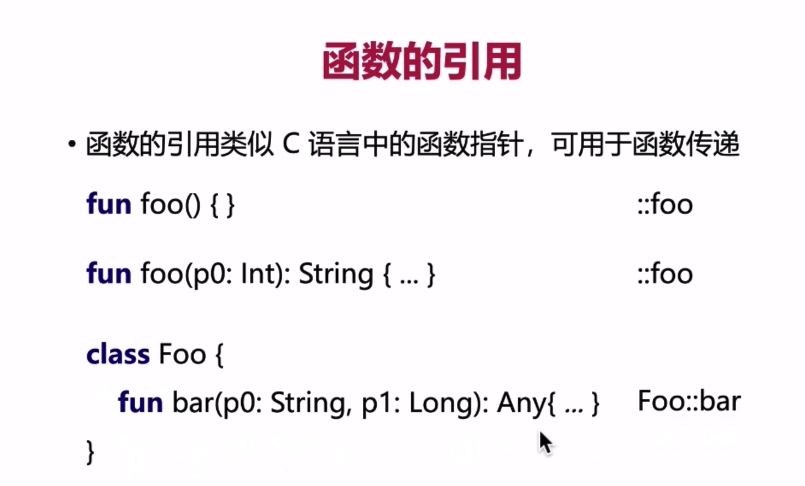 函数的引用
• 函数的引用类似 C 语言中的函数指针，可用于函数传递
fun foo() { } ::foo
fun foo(p0: Int): String { ... } ::foo
class Foo {
fun bar(p0: String, p1: Long): Any{ ... } Foo::bar
}